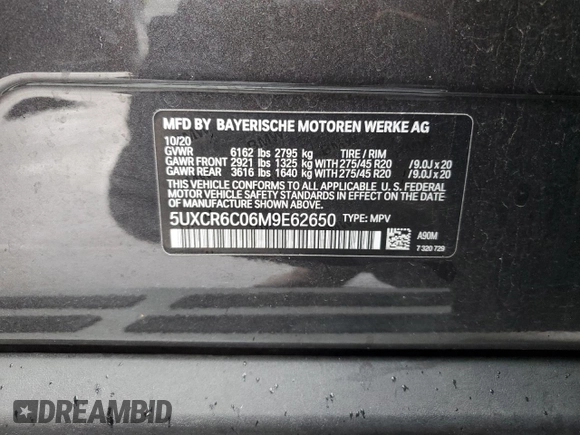 MFD BY BAYERISCHE MOTOREN WERKE AG
10/20
GVWR 6162 lbs 2795 kg TIRE / RIM
GAWR FRONT 2921 lbs 1325 kg WITH 275/45 R20 / 9.0J x 20
GAWR REAR 3616 lbs 1640 kg WITH 275/45 R20 / 9.0J x 20
THIS VEHICLE CONFORMS TO ALL APPLICABLE U. S. FEDERAL
MOTOR VEHICLE SAFETY STANDARDS IN EFFECT ON THE DATE
OF MANUFACTURE SHOWN ABOVE.
5UXCR6C06M9E62650 TYPE: MPV
A90M
7 320 729
DREAMBID